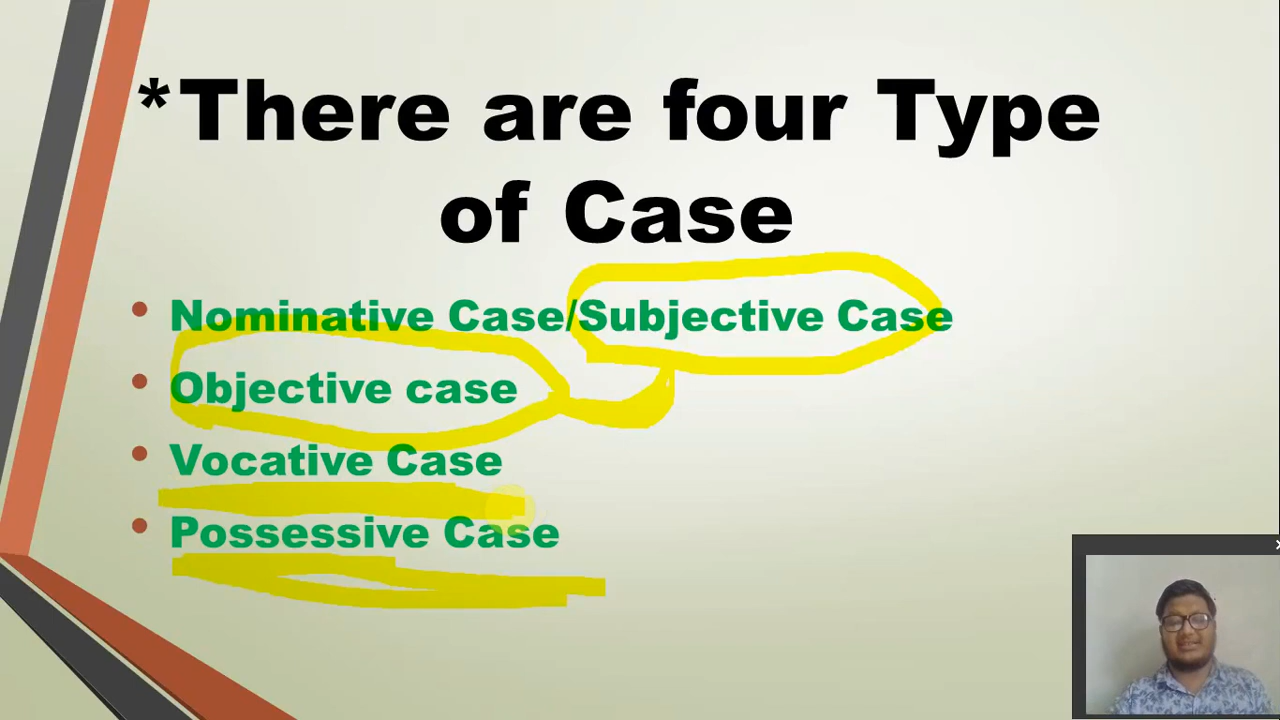 *There are four Type
of Case
• Nominative Case/Subjective Case
• Objective case
• Vocative Case
• Possessive Case